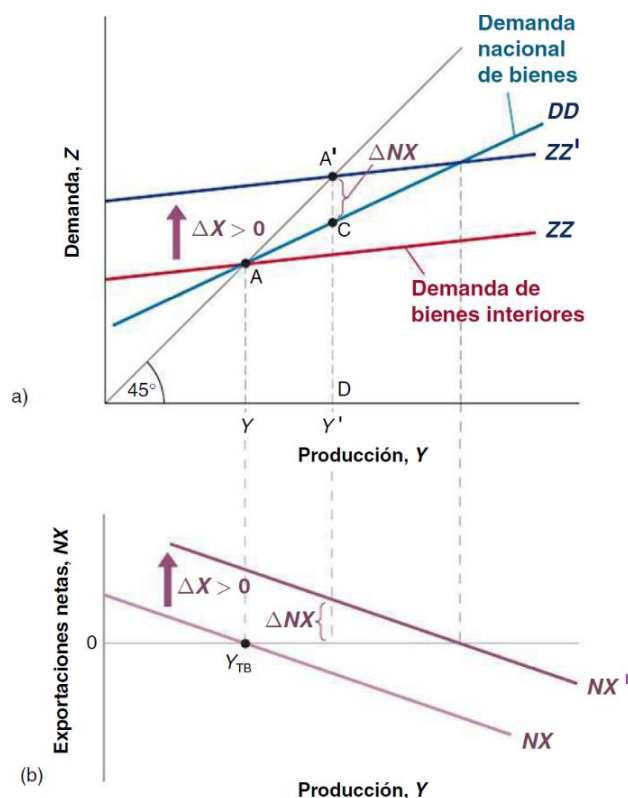 Demanda
nacional
de bienes
DD
A'
ΔNX
ZZ'
Demanda, Z
ΔX > 0
C
ZZ
A
Demanda de
bienes interiores
45°
D
a)
Y
Y'
Producción, Y
Exportaciones netas, NX
ΔX > 0
ΔNX
0
Y_TB
NX'
NX
(b)
Producción, Y